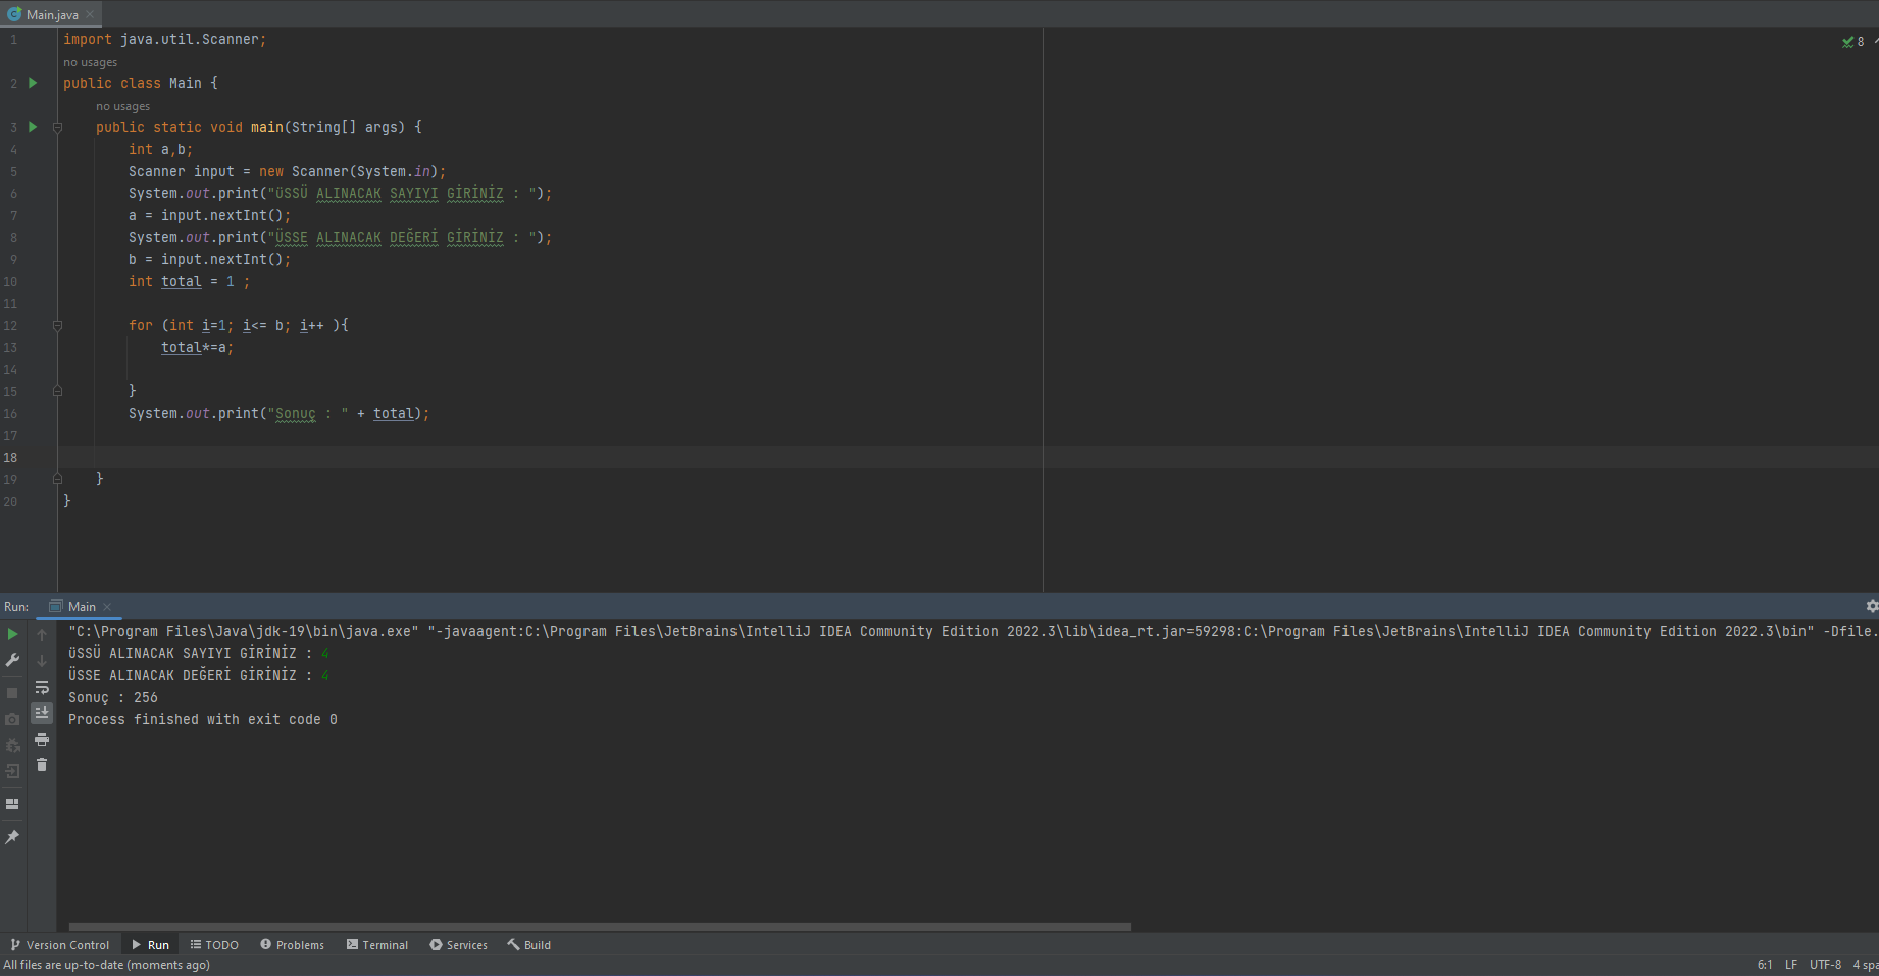 Main.java
1 import java.util.Scanner;
no usages
2 public class Main {
no usages
3 public static void main(String[] args) {
4 int a,b;
5 Scanner input = new Scanner(System.in);
6 System.out.print("üSSÜ ALINACAK SAYIYI GİRİNİZ : ");
7 a = input.nextInt();
8 System.out.print("ÜSSE ALINACAK DEĞERİ GİRİNİZ : ");
9 b = input.nextInt();
10 int total = 1 ;
11
12 for (int i=1; i<= b; i++ ){
13 total*=a;
14
15 }
16 System.out.print("Sonuç : " + total);
17
18
19 }
20 }
8
Run: Main
"C:\Program Files\Java\jdk-19\bin\java.exe" "-javaagent:C:\Program Files\JetBrains\IntelliJ IDEA Community Edition 2022.3\lib\idea_rt.jar=59298:C:\Program Files\JetBrains\IntelliJ IDEA Community Edition 2022.3\bin" -Dfile.
üSSÜ ALINACAK SAYIYI GİRİNİZ : 4
ÜSSE ALINACAK DEĞERİ GİRİNİZ : 4
Sonuç : 256
Process finished with exit code 0
Version Control Run TODO Problems Terminal Services Build
All files are up-to-date (moments ago) 6:1 LF UTF-8 4 spa